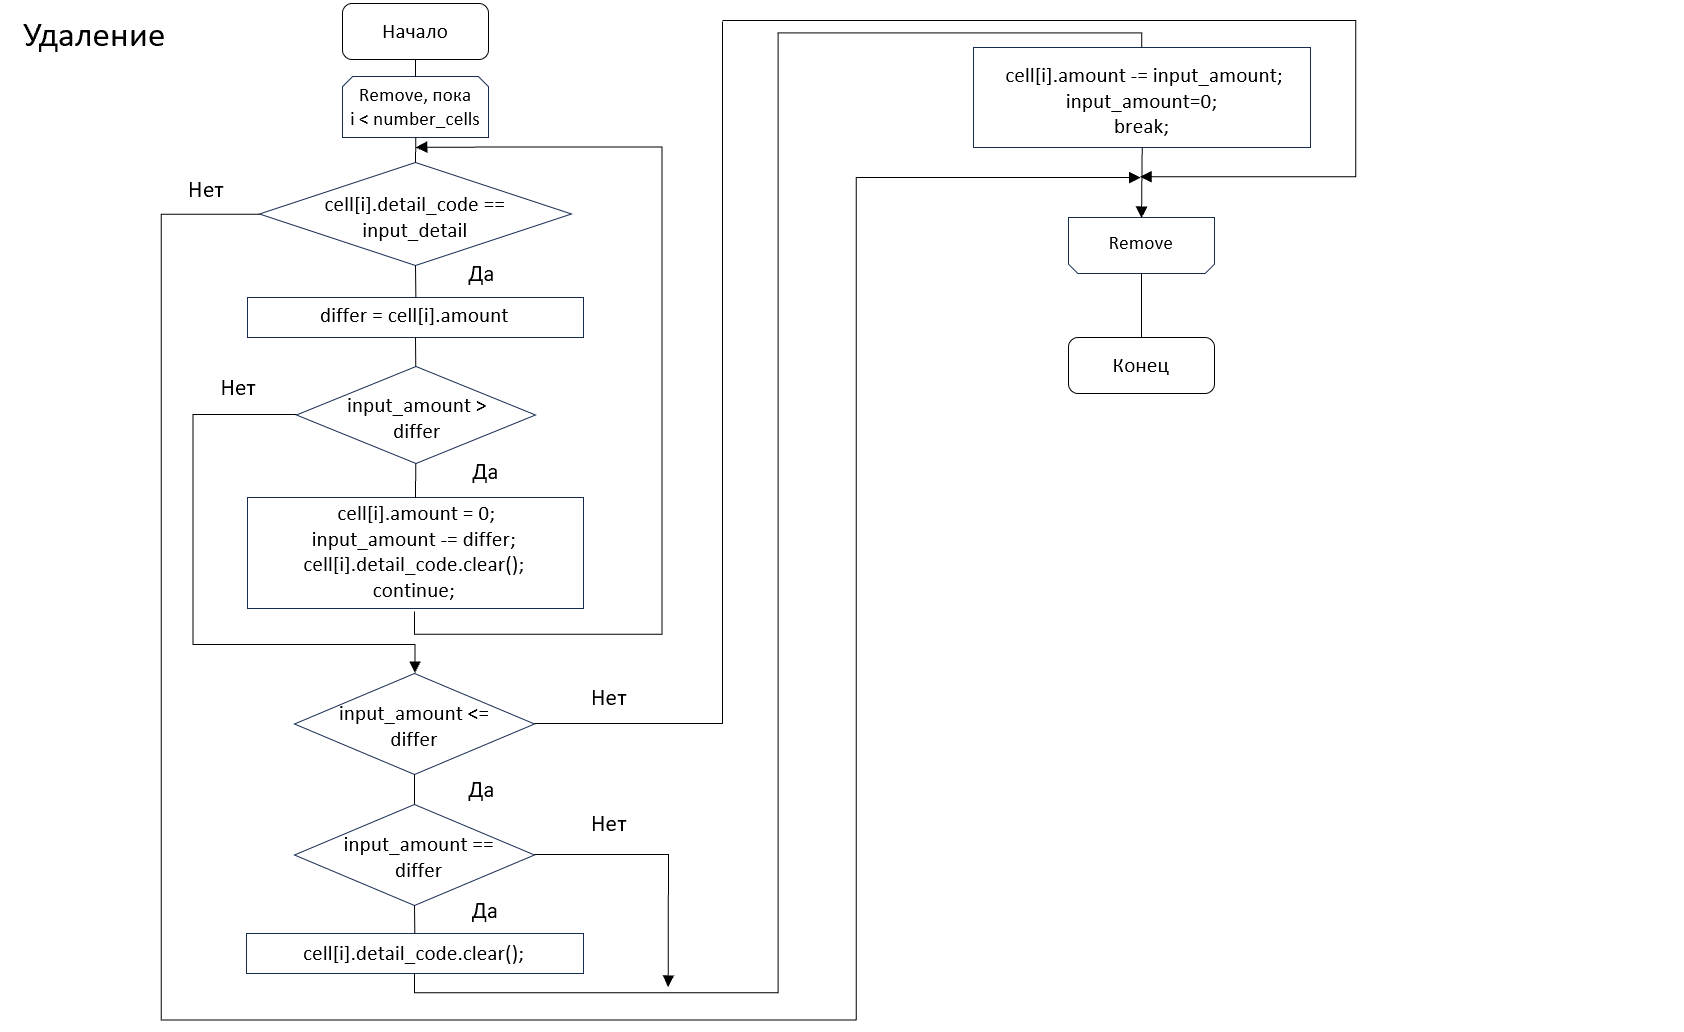 Удаление
Начало
Remove, пока
i < number_cells
Нет
cell[i].detail_code ==
input_detail
Да
differ = cell[i].amount
Нет
input_amount >
differ
Да
cell[i].amount = 0;
input_amount -= differ;
cell[i].detail_code.clear();
continue;
input_amount <=
differ
Нет
Да
input_amount ==
differ
Нет
Да
cell[i].detail_code.clear();
cell[i].amount -= input_amount;
input_amount=0;
break;
Remove
Конец